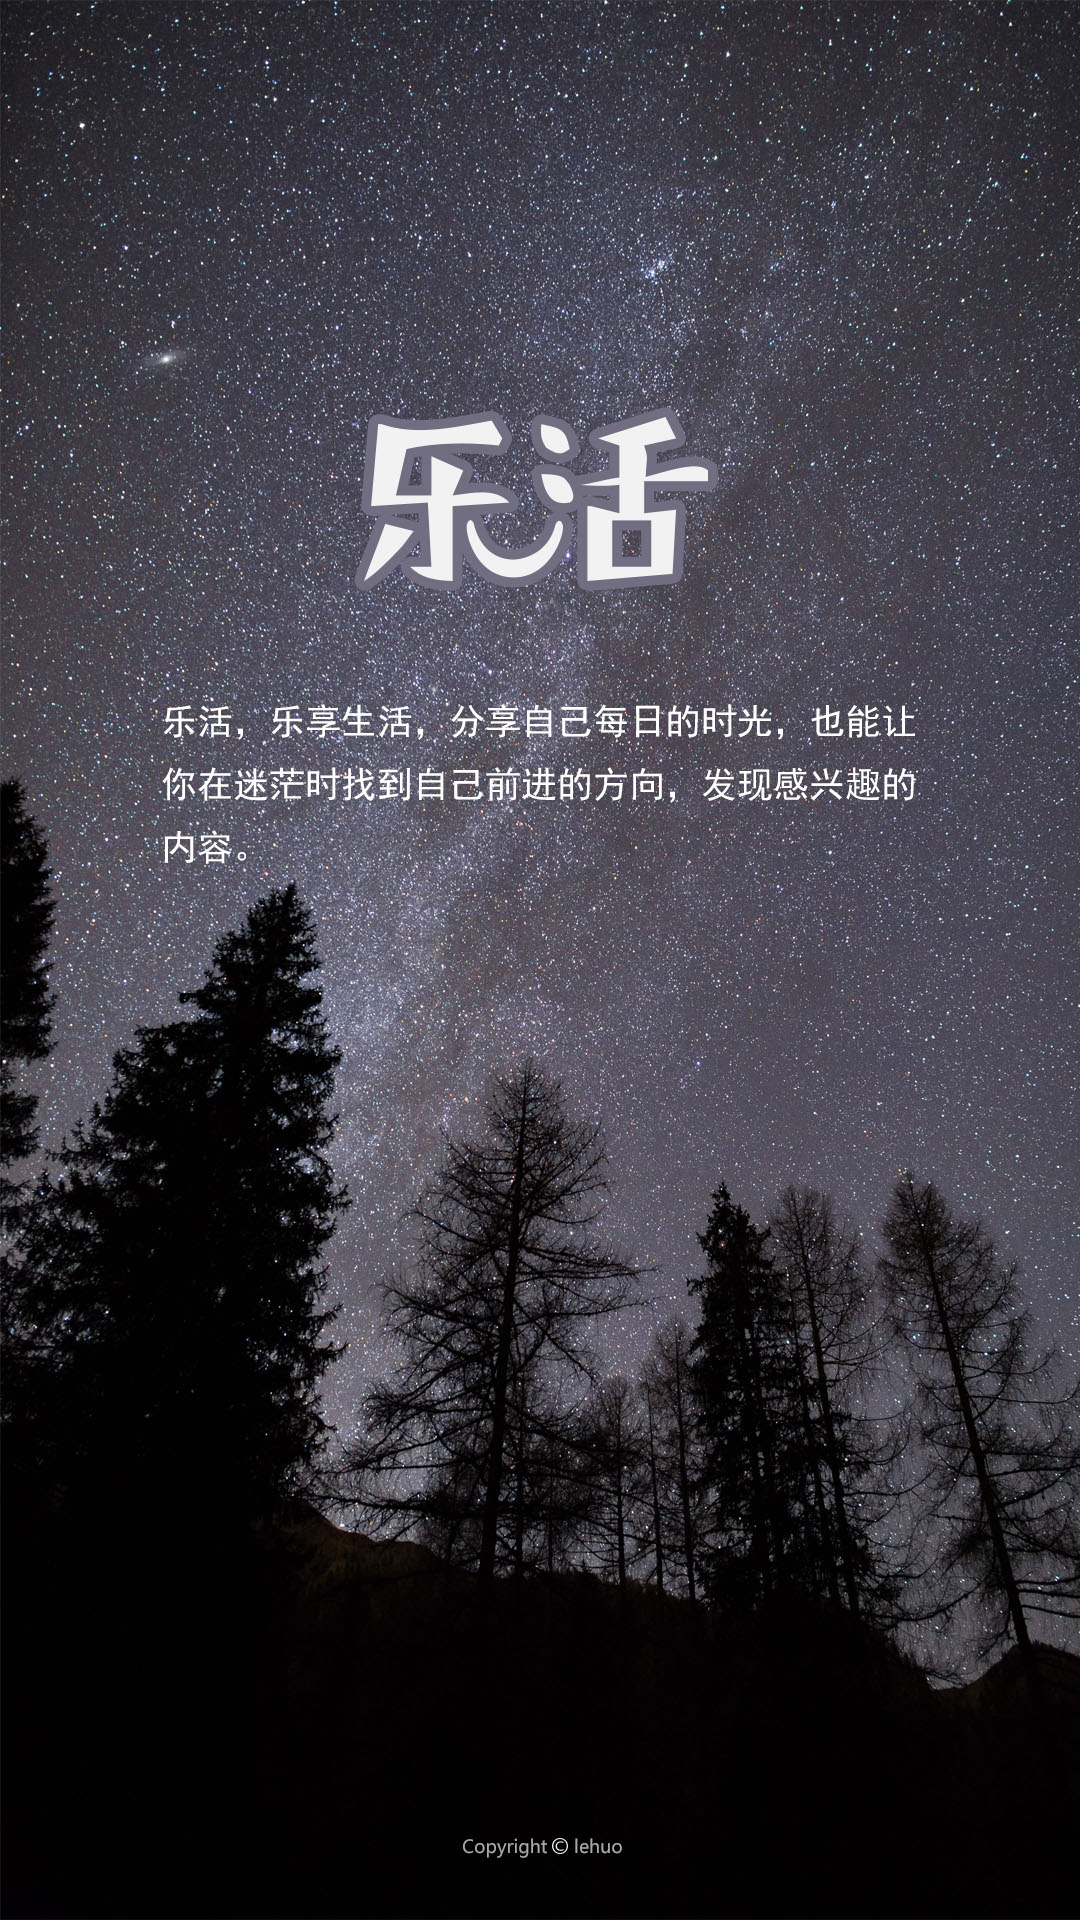 乐活
乐活，乐享生活，分享自己每日的时光，也能让
你在迷茫时找到自己前进的方向，发现感兴趣的
内容。
Copyright © lehuo